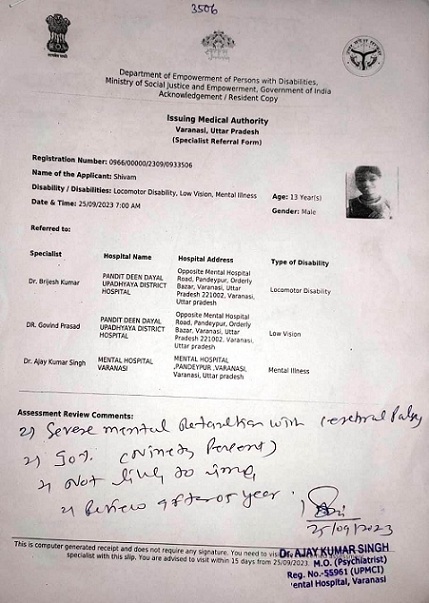 3506
Department of Empowerment of Persons with Disabilities,
Ministry of Social Justice and Empowerment, Government of India
Acknowledgement / Resident Copy
Issuing Medical Authority
Varanasi, Uttar Pradesh
(Specialist Referral Form)
Registration Number: 0966/00000/2309/0933506
Name of the Applicant: Shivam
Disability / Disabilities: Locomotor Disability, Low Vision, Mental Illness
Age: 13 Year(s)
Date & Time: 25/09/2023 7:00 AM
Gender: Male
Referred to:
Specialist Hospital Name Hospital Address Type of Disability
Dr. Brijesh Kumar PANDIT DEEN DAYAL UPADHYAYA DISTRICT HOSPITAL Opposite Mental Hospital Road, Pandeypur, Orderly Bazar, Varanasi, Uttar Pradesh 221002, Varanasi, Uttar pradesh Locomotor Disability
DR. Govind Prasad PANDIT DEEN DAYAL UPADHYAYA DISTRICT HOSPITAL Opposite Mental Hospital Road, Pandeypur, Orderly Bazar, Varanasi, Uttar Pradesh 221002, Varanasi, Uttar pradesh Low Vision
Dr. Ajay Kumar Singh MENTAL HOSPITAL VARANASI MENTAL HOSPITAL ,PANDEYPUR ,VARANASI, Varanasi, Uttar pradesh Mental Illness
Assessment Review Comments:
Severe mental Retardation with cerebral Palsy
90% (Ninety Percent)
Not likely to imp
Review after 05 year
25/09/2023
This is computer generated receipt and does not require any signature. You need to
specialist with this slip. You are advised to visit within 15 days from 25/09/2023.
Dr. AJAY KUMAR SINGH
M.O. (Psychiatrist)
Reg. No.-55961 (UPMCI)
ental Hospital, Varanasi